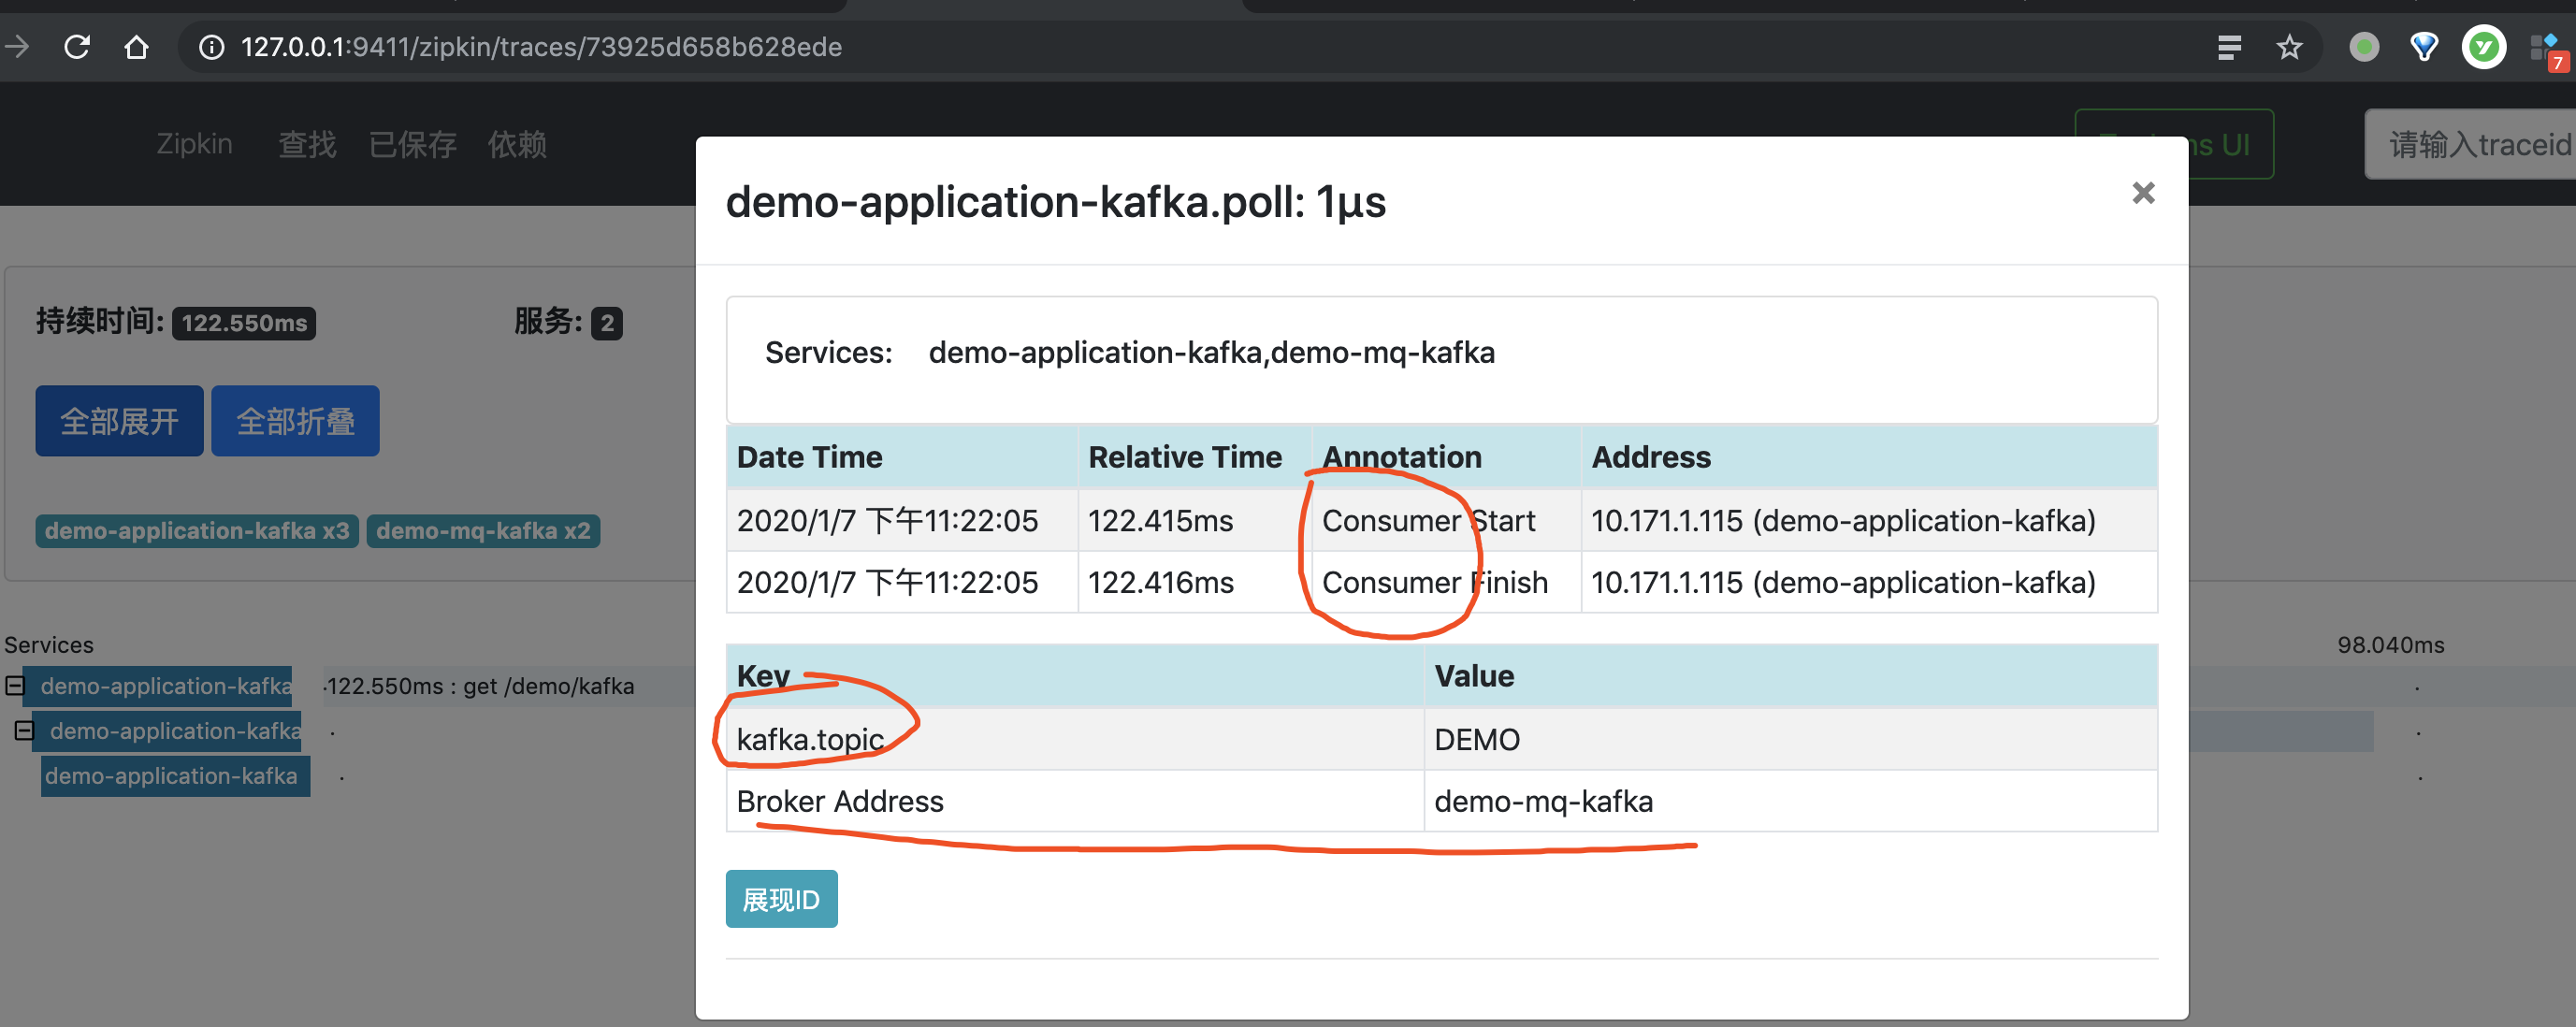 127.0.0.1:9411/zipkin/traces/73925d658b628ede
7
Zipkin 查找 已保存 依赖
UI
请输入traceid
demo-application-kafka.poll: 1μs
×
持续时间: 122.550ms 服务: 2
Services: demo-application-kafka,demo-mq-kafka
全部展开 全部折叠
Date Time Relative Time Annotation Address
2020/1/7 下午11:22:05 122.415ms Consumer Start 10.171.1.115 (demo-application-kafka)
demo-application-kafka x3 demo-mq-kafka x2
2020/1/7 下午11:22:05 122.416ms Consumer Finish 10.171.1.115 (demo-application-kafka)
Services 98.040ms
Key Value
demo-application-kafka 122.550ms : get /demo/kafka
demo-application-kafka
kafka.topic DEMO
demo-application-kafka
Broker Address demo-mq-kafka
展现ID